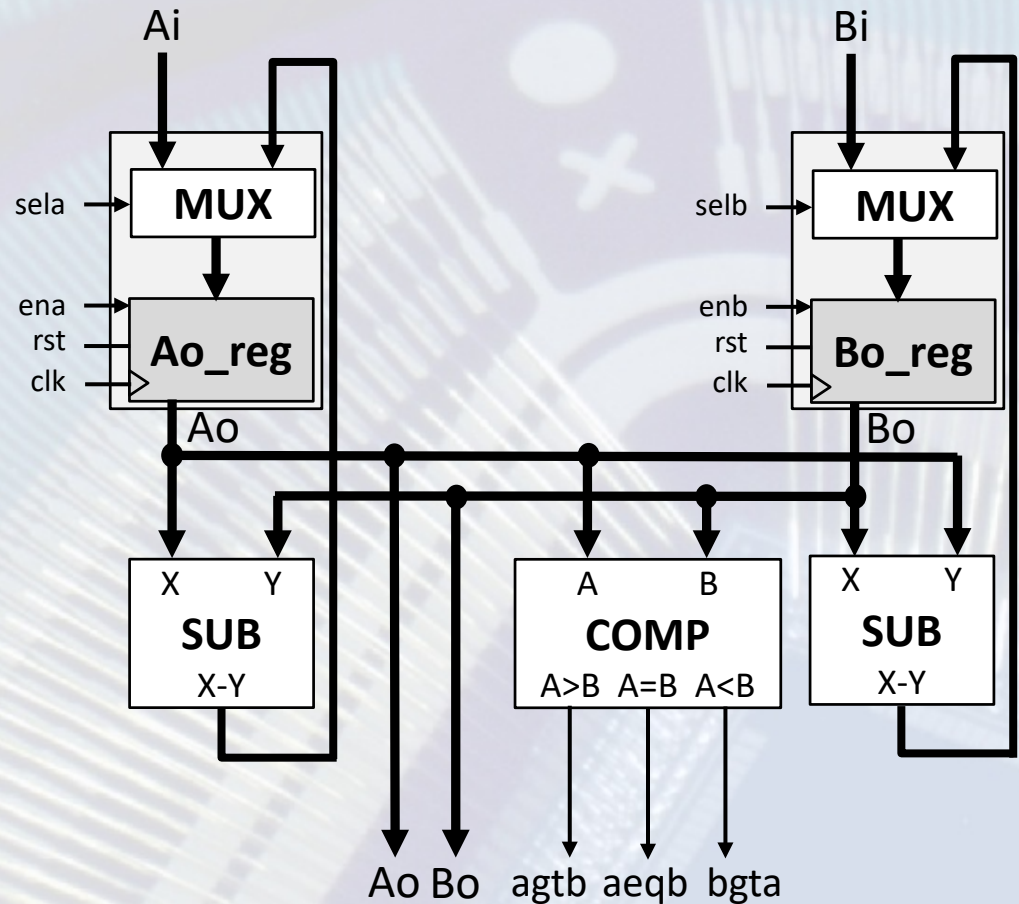 Ai Bi
sela MUX selb MUX
ena enb
rst Ao_reg rst Bo_reg
clk clk
Ao Bo
X Y A B X Y
SUB COMP SUB
X-Y A>B A=B A<B X-Y
Ao Bo agtb aeqb bgta